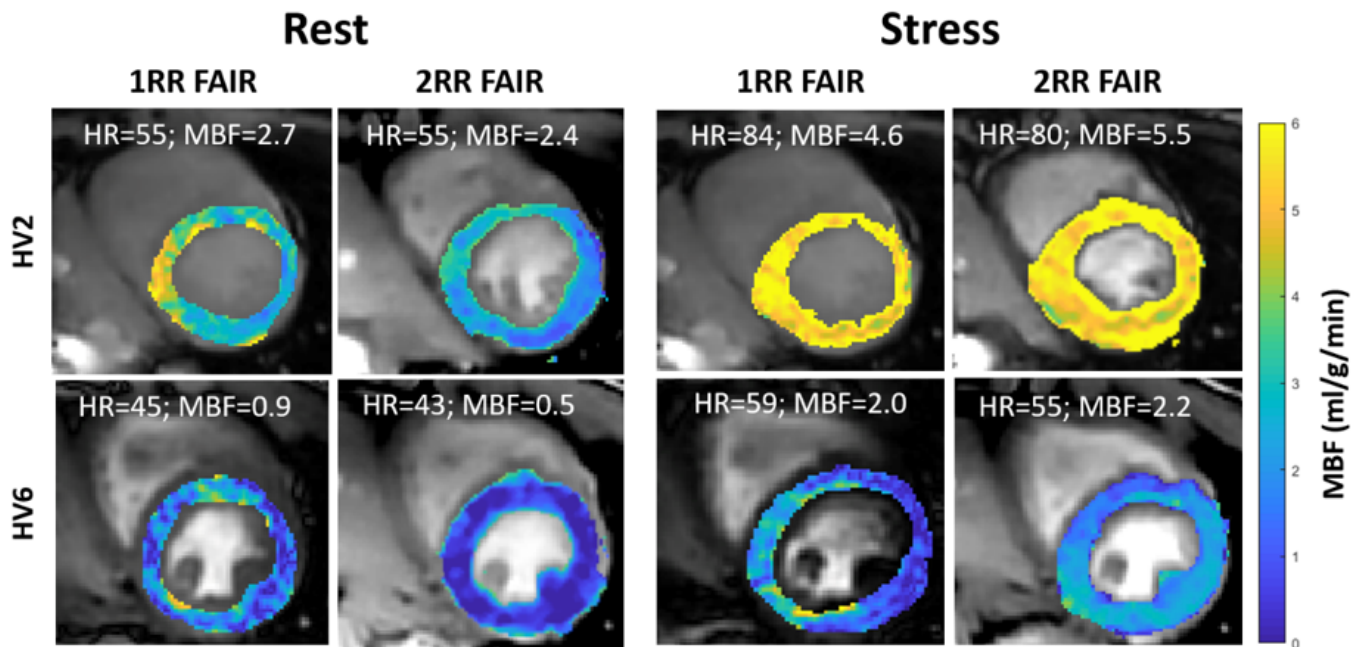 Rest
Stress
1RR FAIR
2RR FAIR
1RR FAIR
2RR FAIR
HV2
HR=55; MBF=2.7
HR=55; MBF=2.4
HR=84; MBF=4.6
HR=80; MBF=5.5
HV6
HR=45; MBF=0.9
HR=43; MBF=0.5
HR=59; MBF=2.0
HR=55; MBF=2.2
6
5
4
3
2
1
0
MBF (ml/g/min)